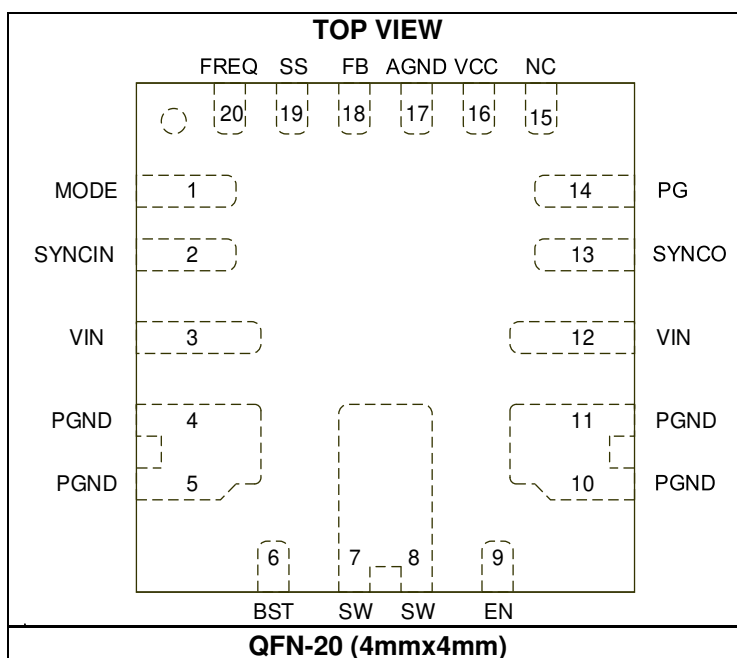 TOP VIEW
FREQ SS FB AGND VCC NC
20 19 18 17 16 15
MODE 1 14 PG
SYNCIN 2 13 SYNCO
VIN 3 12 VIN
PGND 4 11 PGND
PGND 5 10 PGND
6 7 8 9
BST SW SW EN
QFN-20 (4mmx4mm)